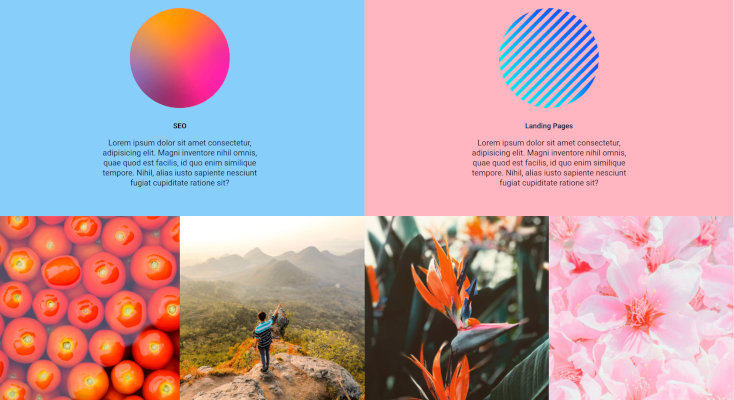 SEO
Lorem ipsum dolor sit amet consectetur,
adipisicing elit. Magni inventore nihil omnis,
quae quod est facilis, id quo enim similique
tempore. Nihil, alias iusto sapiente nesciunt
fugiat cupiditate ratione sit?
Landing Pages
Lorem ipsum dolor sit amet consectetur,
adipisicing elit. Magni inventore nihil omnis,
quae quod est facilis, id quo enim similique
tempore. Nihil, alias iusto sapiente nesciunt
fugiat cupiditate ratione sit?